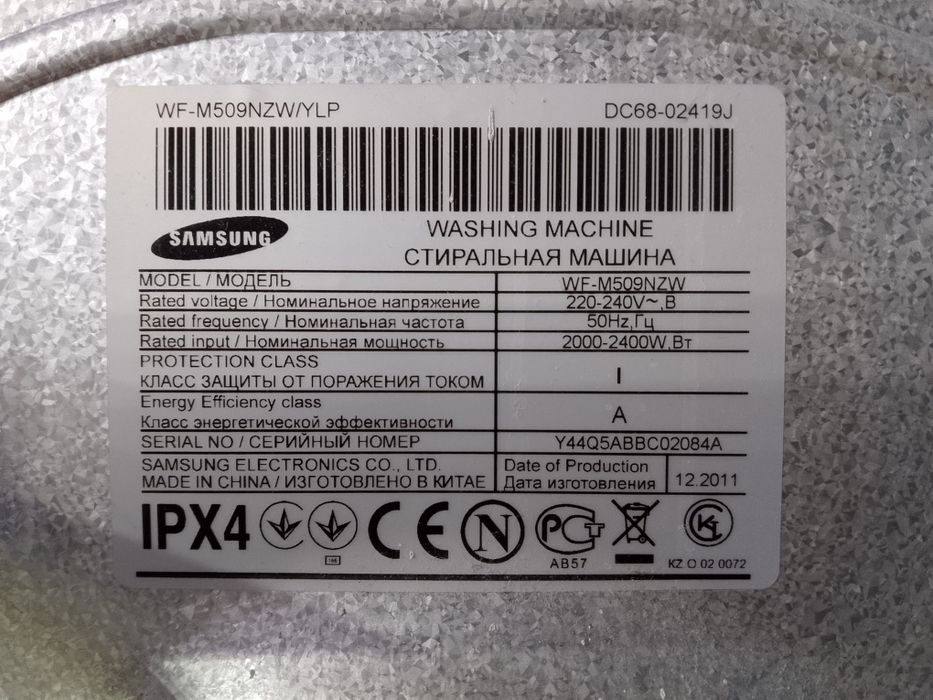 WF-M509NZW/YLP DC68-02419J
SAMSUNG
WASHING MACHINE
СТИРАЛЬНАЯ МАШИНА
MODEL / МОДЕЛЬ WF-M509NZW
Rated voltage / Номинальное напряжение 220-240V~,В
Rated frequency / Номинальная частота 50Hz,Гц
Rated input / Номинальная мощность 2000-2400W,Вт
PROTECTION CLASS
КЛАСС ЗАЩИТЫ ОТ ПОРАЖЕНИЯ ТОКОМ I
Energy Efficiency class
Класс энергетической эффективности A
SERIAL NO / СЕРИЙНЫЙ НОМЕР Y44Q5ABBC02084A
SAMSUNG ELECTRONICS CO., LTD.
MADE IN CHINA / ИЗГОТОВЛЕНО В КИТАЕ
Date of Production
Дата изготовления 12.2011
IPX4 CE N РСТ
АВ57 KZ O 02 0072